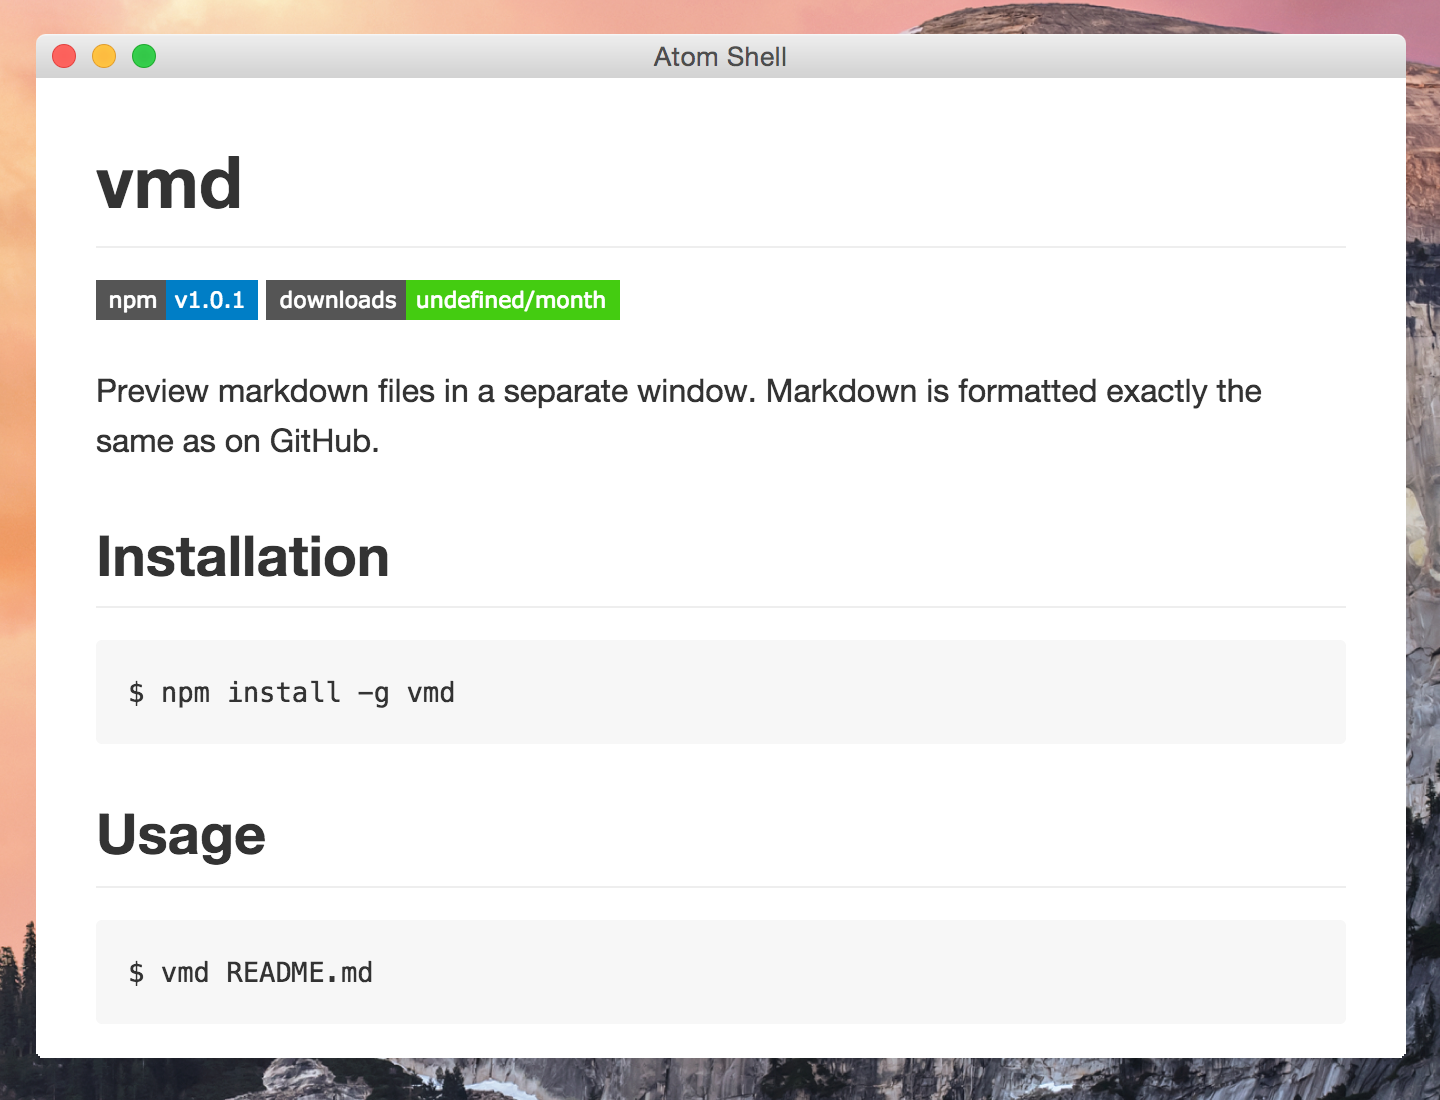 Atom Shell
vmd
npm v1.0.1 downloads undefined/month
Preview markdown files in a separate window. Markdown is formatted exactly the
same as on GitHub.
Installation
$ npm install -g vmd
Usage
$ vmd README.md